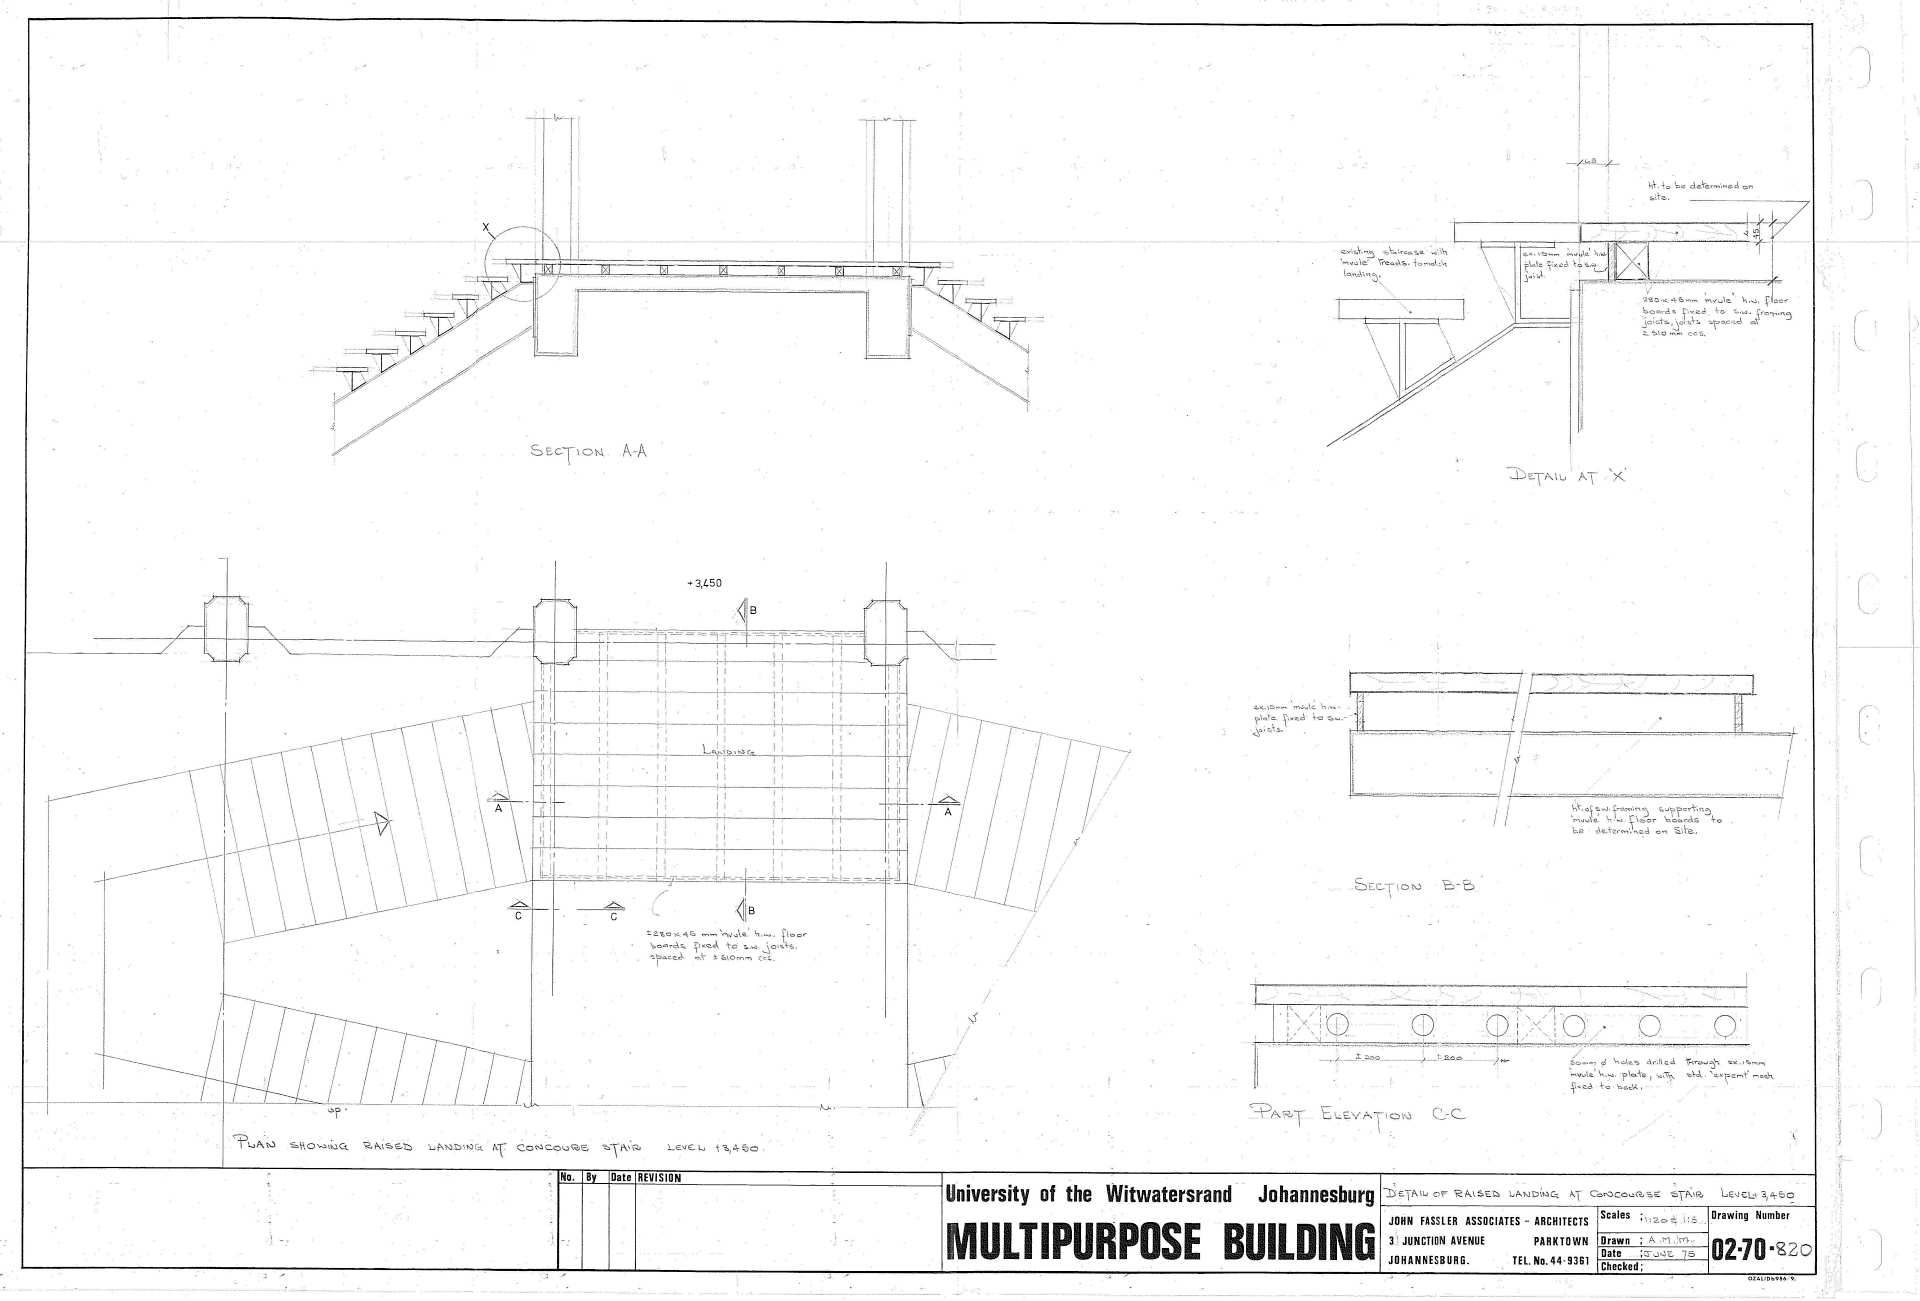 X
SECTION A-A
68
ht. to be determined on
site.
45
existing staircase with
'mvule' treads to match
landing.
ex.15mm 'mvule' h.w.
plate fixed to s.w.
joist.
280 x 45mm 'mvule' h.w. floor
boards fixed to s.w. framing
joists, joists spaced at
± 510 mm ccs.
DETAIL AT 'X'
+3,450
B
LANDING
A
A
C
C
B
±280x45 mm 'mvule' h.w. floor
boards fixed to s.w. joists.
spaced at ± 510mm ccs.
up.
PLAN SHOWING RAISED LANDING AT CONCOURSE STAIR LEVEL +3,450.
ex.15mm 'mvule' h.w.
plate fixed to s.w.
joists.
ht. of s.w. framing supporting
'mvule' h.w. floor boards to
be determined on site.
SECTION B-B
± 200
± 200
50mm ø holes drilled through ex.15mm
'mvule' h.w. plate, with std. 'expamt' mesh
fixed to back.
PART ELEVATION C-C
No. By Date REVISION
University of the Witwatersrand Johannesburg
MULTIPURPOSE BUILDING
DETAIL OF RAISED LANDING AT CONCOURSE STAIR LEVEL+3,450
JOHN FASSLER ASSOCIATES - ARCHITECTS
3 JUNCTION AVENUE PARKTOWN
JOHANNESBURG. TEL. No. 44-9361
Scales : 1:20 & 1:5
Drawn : A.M.M.
Date : JUNE 75
Checked:
Drawing Number
02-70-820